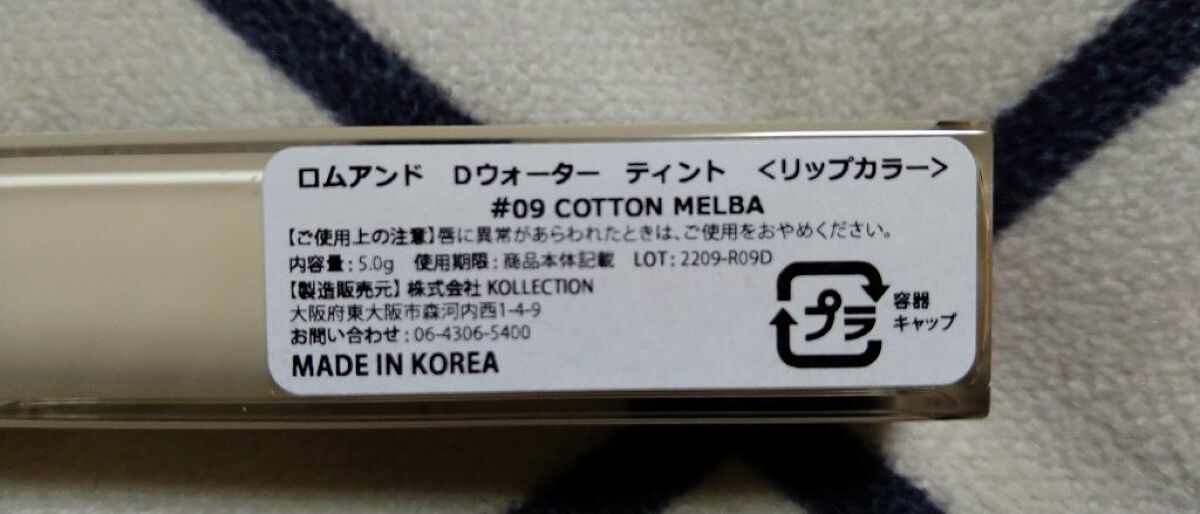 ロムアンド Dウォーター ティント <リップカラー>
#09 COTTON MELBA
【ご使用上の注意】唇に異常があらわれたときは、ご使用をおやめください。
内容量:5.0g 使用期限:商品本体記載 LOT:2209-R09D
【製造販売元】株式会社 KOLLECTION
大阪府東大阪市森河内西1-4-9
お問い合わせ:06-4306-5400
MADE IN KOREA
プラ
容器
キャップ